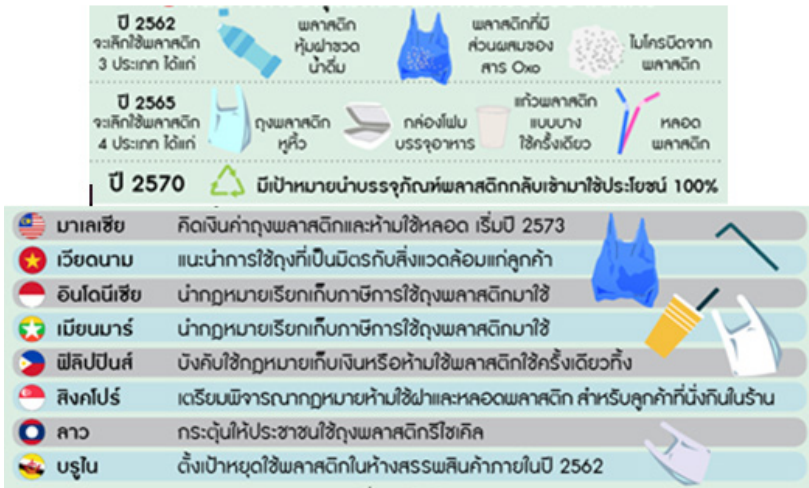 ปี 2562
จะเลิกใช้พลาสติก
3 ประเภท ได้แก่
พลาสติก
หุ้มฝาขวด
น้ำดื่ม
พลาสติกที่มี
ส่วนผสมของ
สาร Oxo
ไมโครบีดจาก
พลาสติก
ปี 2565
จะเลิกใช้พลาสติก
4 ประเภท ได้แก่
ถุงพลาสติก
หูหิ้ว
กล่องโฟม
บรรจุอาหาร
แก้วพลาสติก
แบบบาง
ใช้ครั้งเดียว
หลอด
พลาสติก
ปี 2570 มีเป้าหมายนำบรรจุภัณฑ์พลาสติกกลับเข้ามาใช้ประโยชน์ 100%
มาเลเซีย คิดเงินค่าถุงพลาสติกและห้ามใช้หลอด เริ่มปี 2573
เวียดนาม แนะนำการใช้ถุงที่เป็นมิตรกับสิ่งแวดล้อมแก่ลูกค้า
อินโดนีเซีย นำกฎหมายเรียกเก็บภาษีการใช้ถุงพลาสติกมาใช้
เมียนมาร์ นำกฎหมายเรียกเก็บภาษีการใช้ถุงพลาสติกมาใช้
ฟิลิปปินส์ บังคับใช้กฎหมายเก็บเงินหรือห้ามใช้พลาสติกใช้ครั้งเดียวทิ้ง
สิงคโปร์ เตรียมพิจารณากฎหมายห้ามใช้ฝาและหลอดพลาสติก สำหรับลูกค้าที่นั่งกินในร้าน
ลาว กระตุ้นให้ประชาชนใช้ถุงพลาสติกรีไซเคิล
บรูไน ตั้งเป้าหยุดใช้พลาสติกในห้างสรรพสินค้าภายในปี 2562